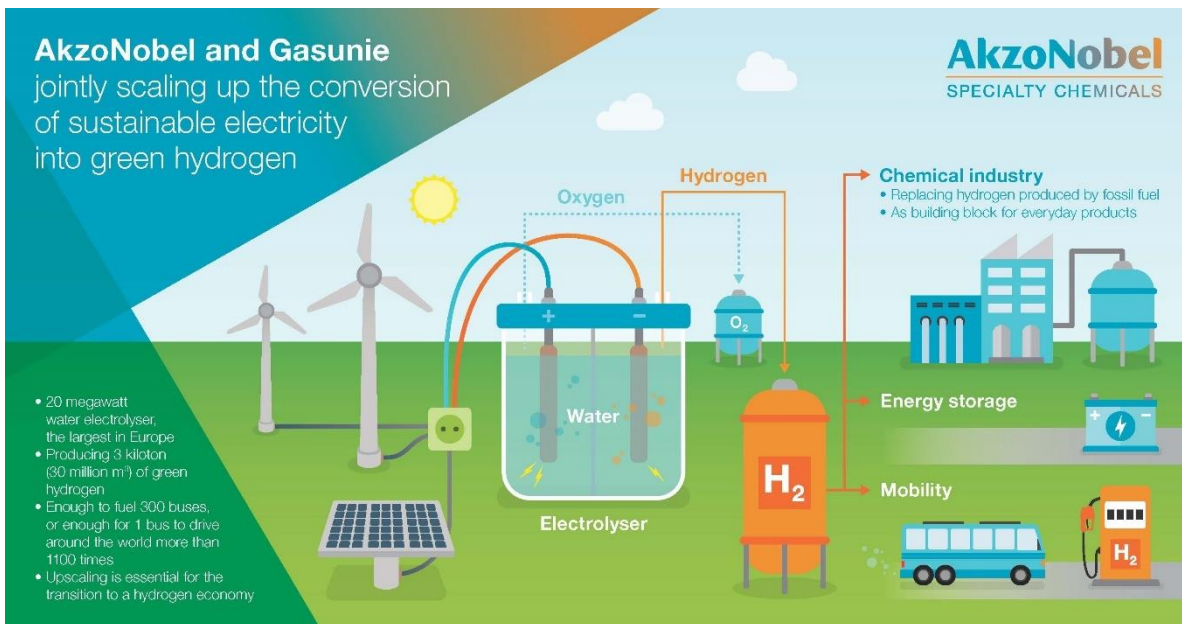 AkzoNobel and Gasunie
jointly scaling up the conversion
of sustainable electricity
into green hydrogen
AkzoNobel
SPECIALTY CHEMICALS
Hydrogen
Oxygen
Chemical industry
• Replacing hydrogen produced by fossil fuel
• As building block for everyday products
+
−
O₂
Water
Electrolyser
H₂
Energy storage
+ −
Mobility
H₂
• 20 megawatt
water electrolyser,
the largest in Europe
• Producing 3 kiloton
(30 million m³) of green
hydrogen
• Enough to fuel 300 buses,
or enough for 1 bus to drive
around the world more than
1100 times
• Upscaling is essential for the
transition to a hydrogen economy